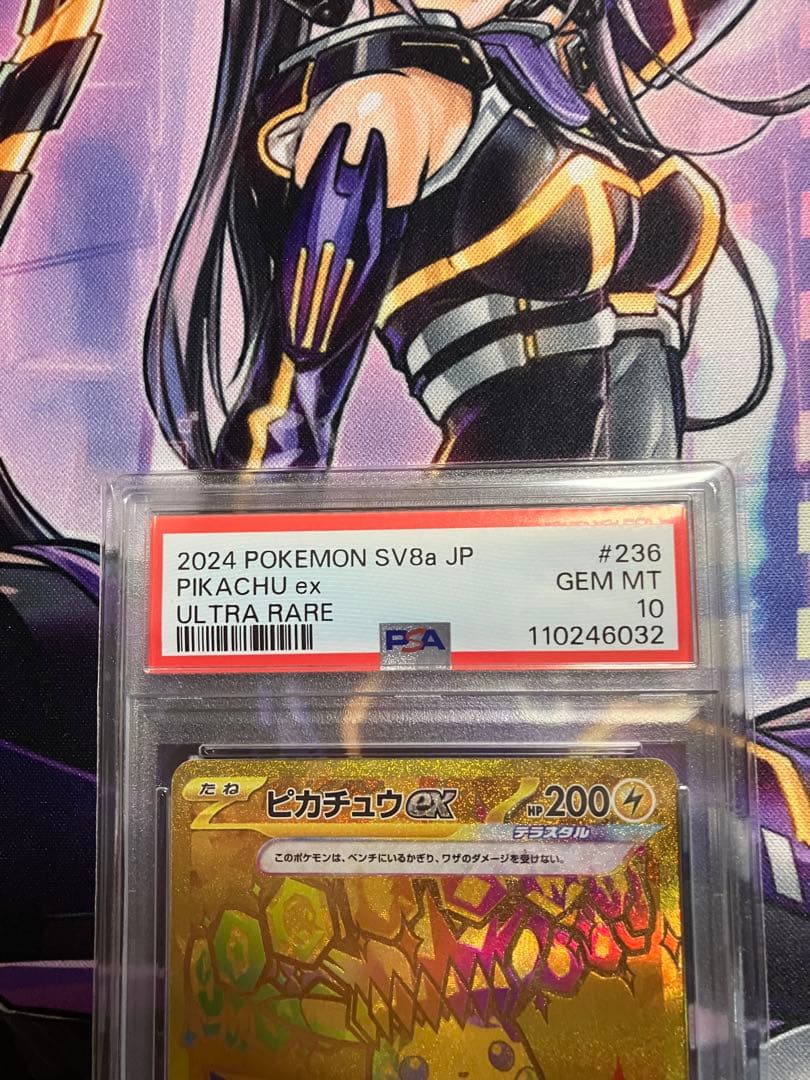 2024 POKEMON SV8a JP #236
PIKACHU ex GEM MT
ULTRA RARE 10
PSA 110246032
たね ピカチュウex HP200
テラスタル
このポケモンは、ベンチにいるかぎり、ワザのダメージを受けない。